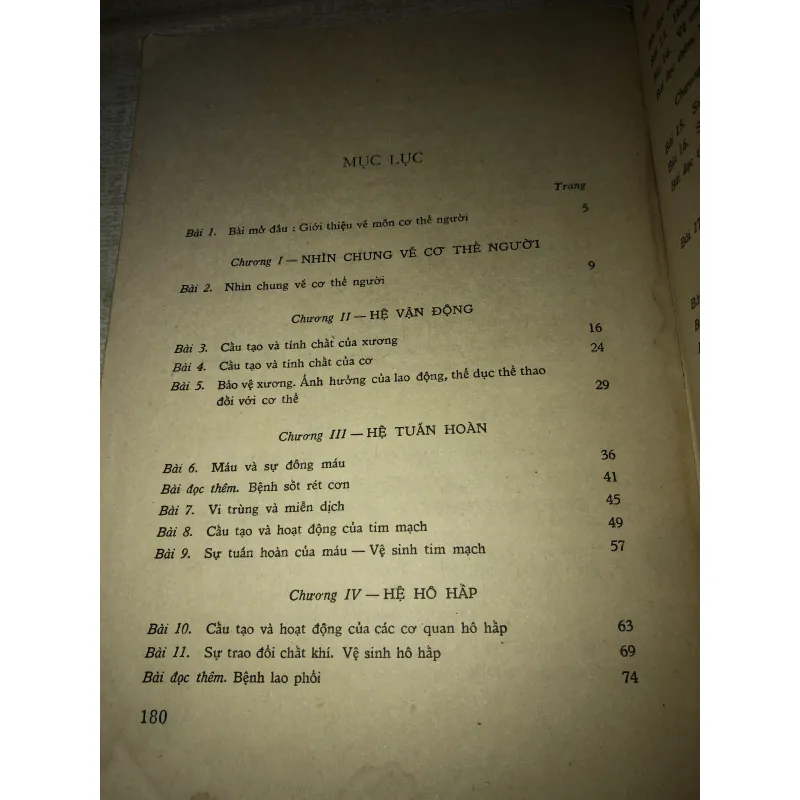 MỤC LỤC
Trang
Bài 1. Bài mở đầu : Giới thiệu về môn cơ thể người 5
Chương I — NHÌN CHUNG VỀ CƠ THỂ NGƯỜI
Bài 2. Nhìn chung về cơ thể người 9
Chương II — HỆ VẬN ĐỘNG
Bài 3. Cấu tạo và tính chất của xương 16
Bài 4. Cấu tạo và tính chất của cơ 24
Bài 5. Bảo vệ xương. Ảnh hưởng của lao động, thể dục thể thao
đối với cơ thể 29
Chương III — HỆ TUẦN HOÀN
Bài 6. Máu và sự đông máu 36
Bài đọc thêm. Bệnh sốt rét cơn 41
Bài 7. Vi trùng và miễn dịch 45
Bài 8. Cấu tạo và hoạt động của tim mạch 49
Bài 9. Sự tuần hoàn của máu — Vệ sinh tim mạch 57
Chương IV — HỆ HÔ HẤP
Bài 10. Cấu tạo và hoạt động của các cơ quan hô hấp 63
Bài 11. Sự trao đổi chất khí. Vệ sinh hô hấp 69
Bài đọc thêm. Bệnh lao phổi 74
180
Bài 15.
Bài 16.
Bài 17